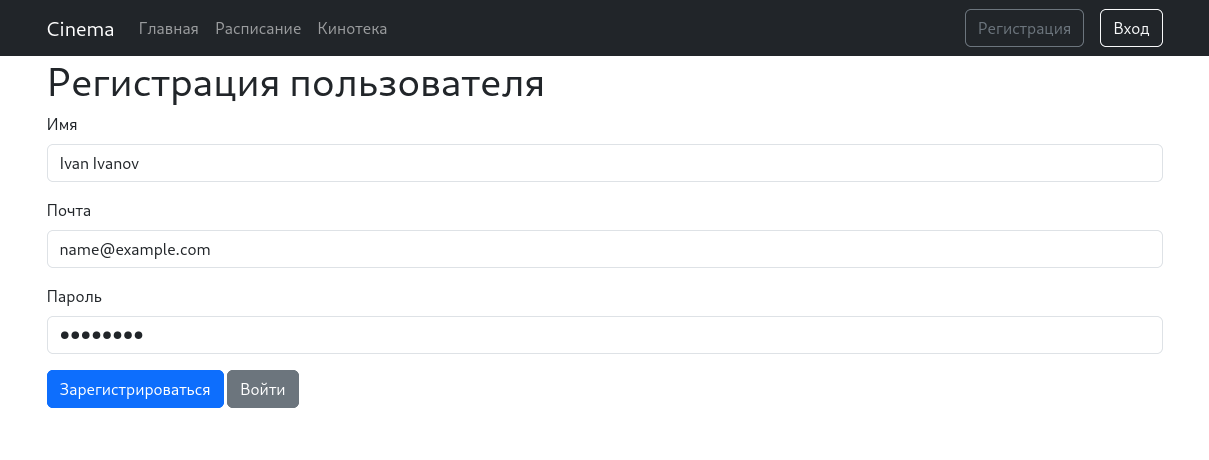 Cinema Главная Расписание Кинотека Регистрация Вход
Регистрация пользователя
Имя
Ivan Ivanov
Почта
name@example.com
Пароль
●●●●●●●●
Зарегистрироваться Войти